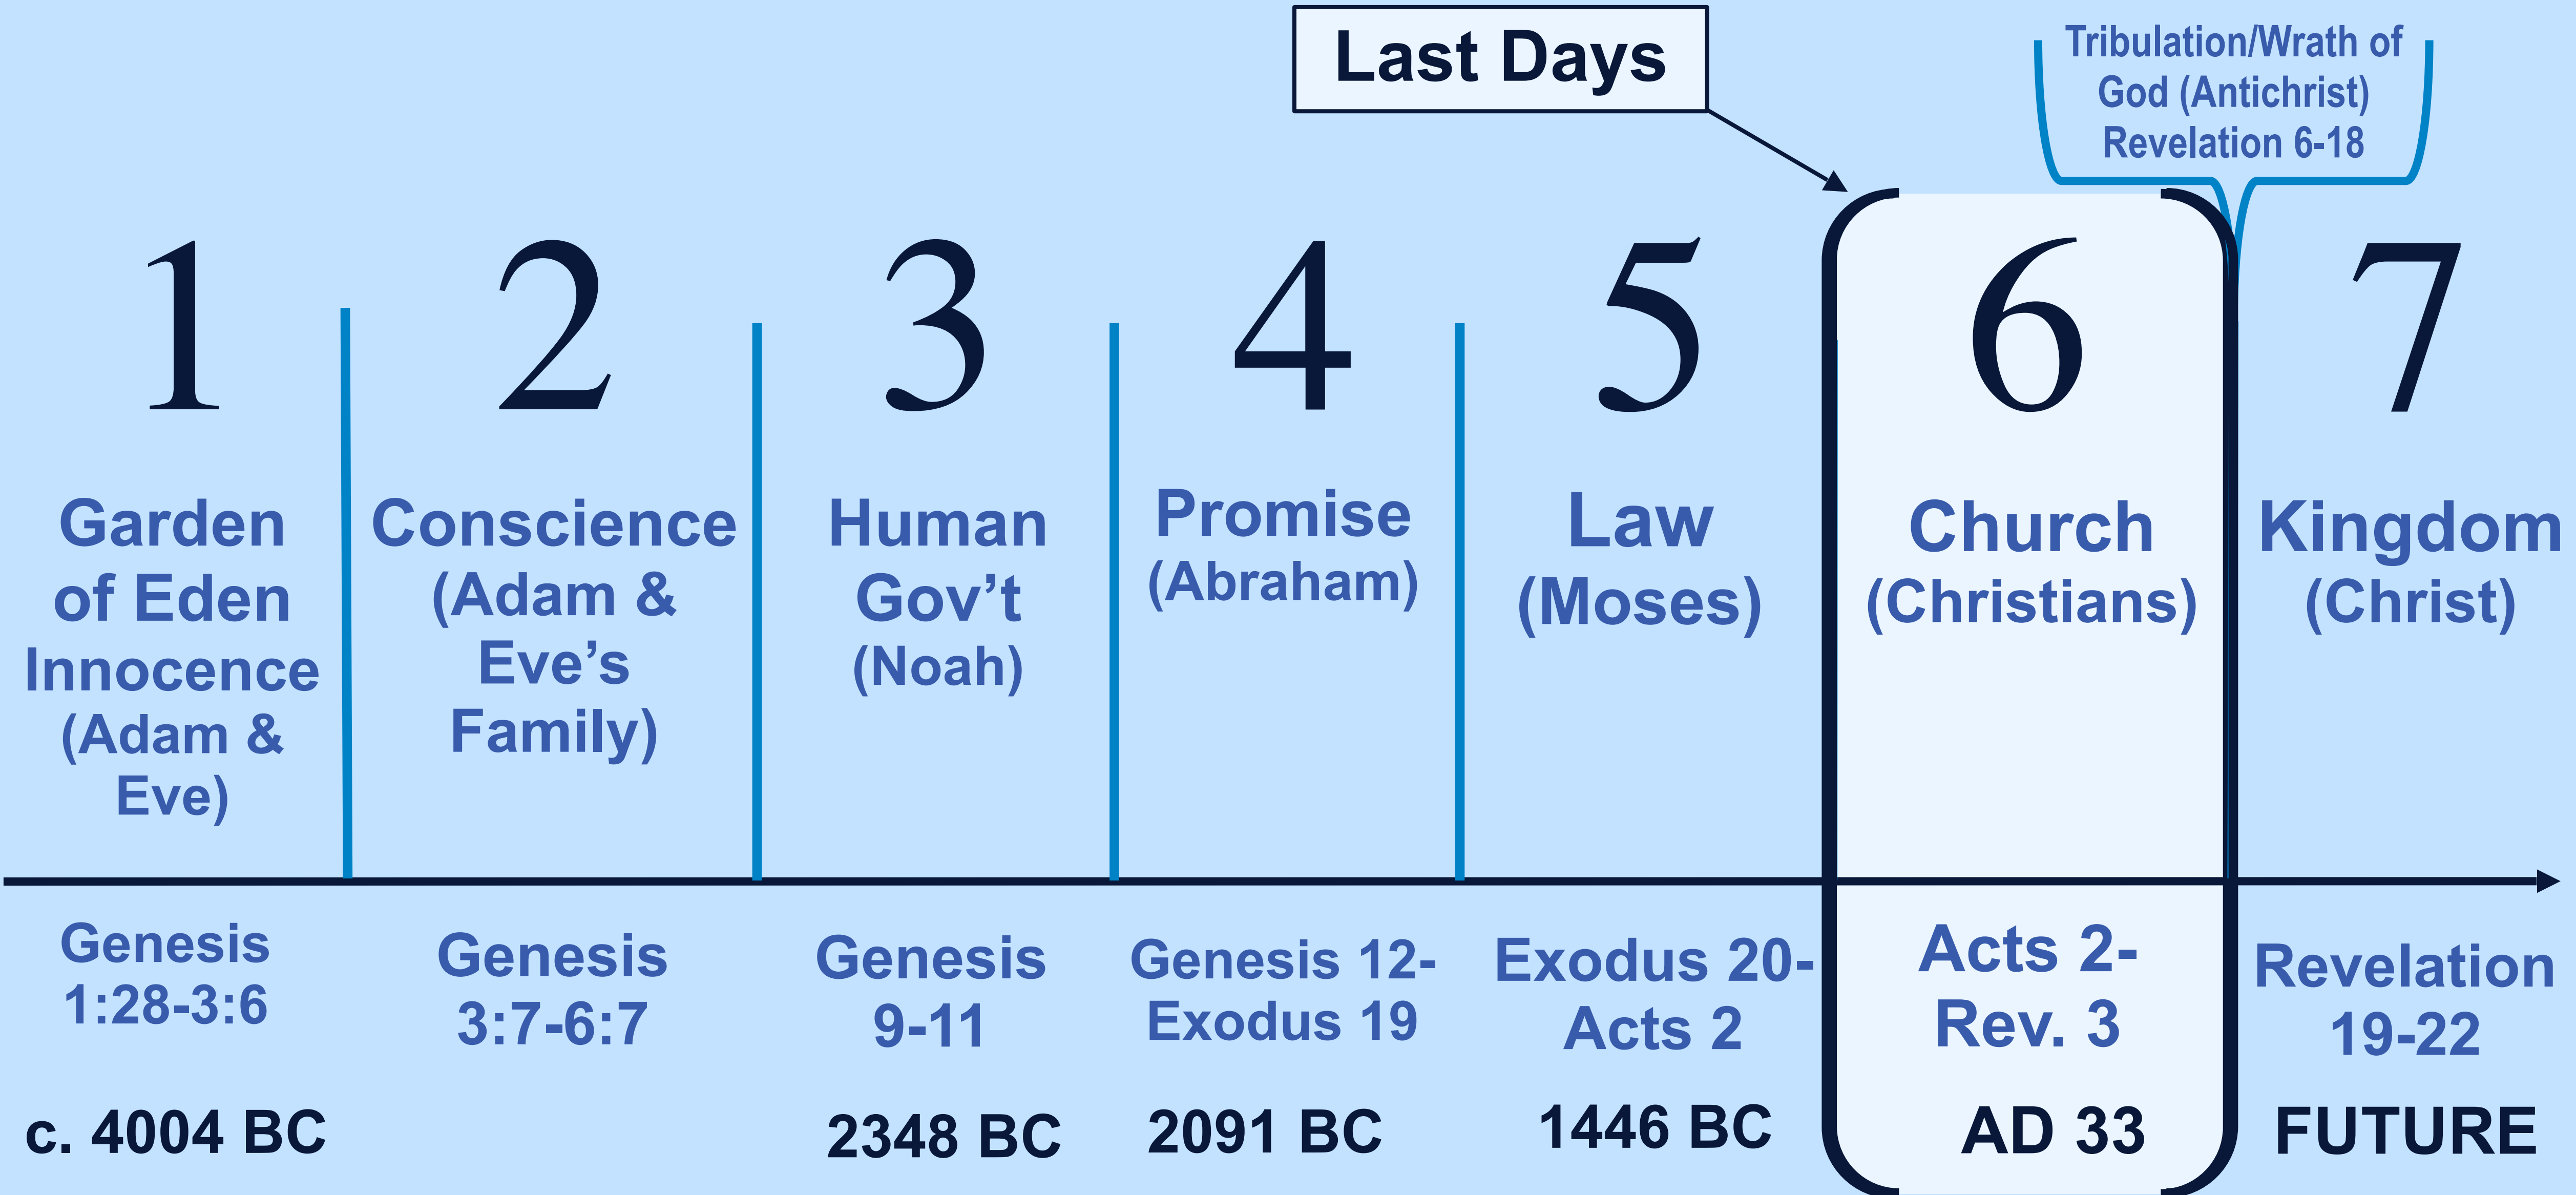 Last Days
Tribulation/Wrath of
God (Antichrist)
Revelation 6-18
1
Garden
of Eden
Innocence
(Adam &
Eve)
Genesis
1:28-3:6
c. 4004 BC
2
Conscience
(Adam &
Eve’s
Family)
Genesis
3:7-6:7
3
Human
Gov’t
(Noah)
Genesis
9-11
2348 BC
4
Promise
(Abraham)
Genesis 12-
Exodus 19
2091 BC
5
Law
(Moses)
Exodus 20-
Acts 2
1446 BC
6
Church
(Christians)
Acts 2-
Rev. 3
AD 33
7
Kingdom
(Christ)
Revelation
19-22
FUTURE